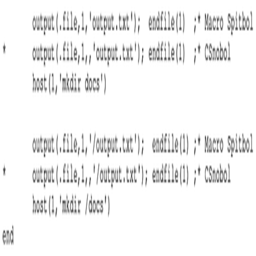 output(.file,1,'output.txt'); endfile(1) ;* Macro Spitbol
* output(.file,1,,'output.txt'); endfile(1) ;* CSnobol
host(1,'mkdir docs')
output(.file,1,'/output.txt'); endfile(1) ;* Macro Spitbol
* output(.file,1,,'/output.txt'); endfile(1) ;* CSnobol
host(1,'mkdir /docs')
end